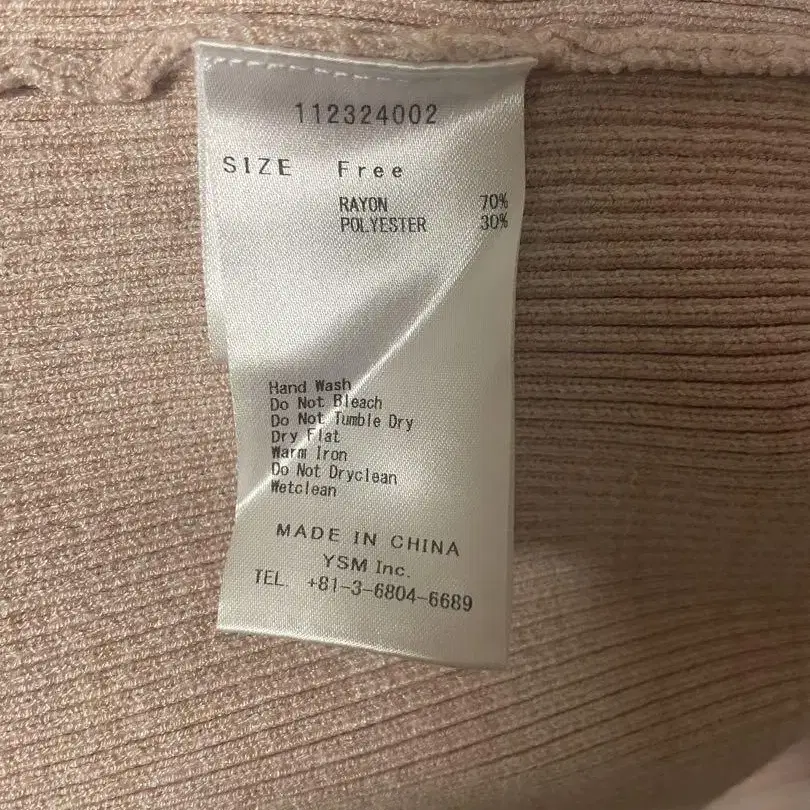 112324002
SIZE Free
RAYON 70%
POLYESTER 30%
Hand Wash
Do Not Bleach
Do Not Tumble Dry
Dry Flat
Warm Iron
Do Not Dryclean
Wetclean
MADE IN CHINA
YSM Inc.
TEL. +81-3-6804-6689